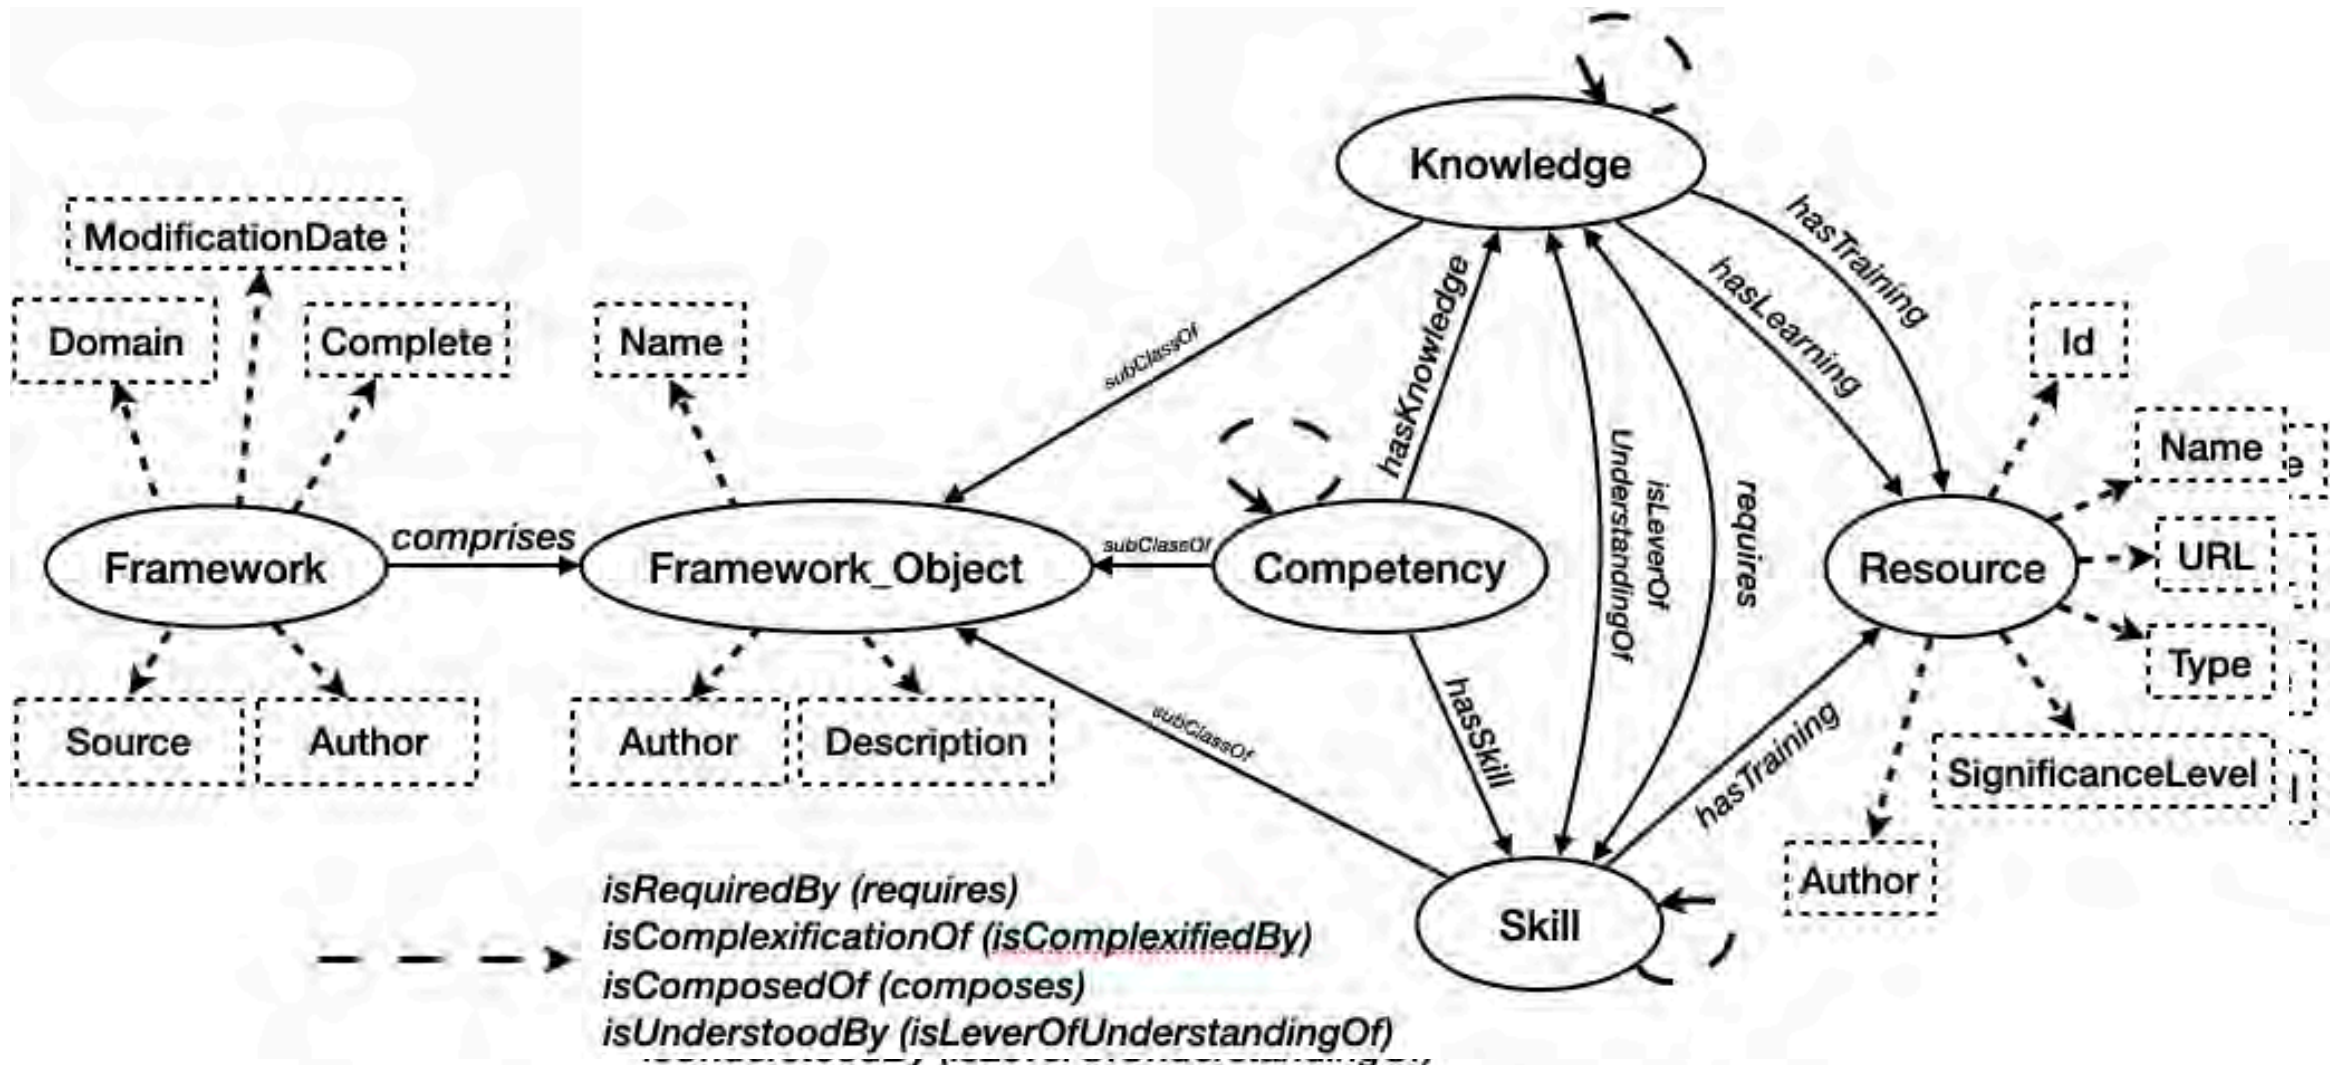 Knowledge
hasTraining
hasLearning
ModificationDate
Domain
Complete
Name
subClassOf
hasKnowledge
Id
Name
e
URL
Type
SignificanceLevel
l
Author
Framework
comprises
Framework_Object
subClassOf
Competency
isLeverOf
UnderstandingOf
requires
Resource
Source
Author
Author
Description
subClassOf
hasSkill
hasTraining
Skill
isRequiredBy (requires)
isComplexificationOf (isComplexifiedBy)
isComposedOf (composes)
isUnderstoodBy (isLeverOfUnderstandingOf)